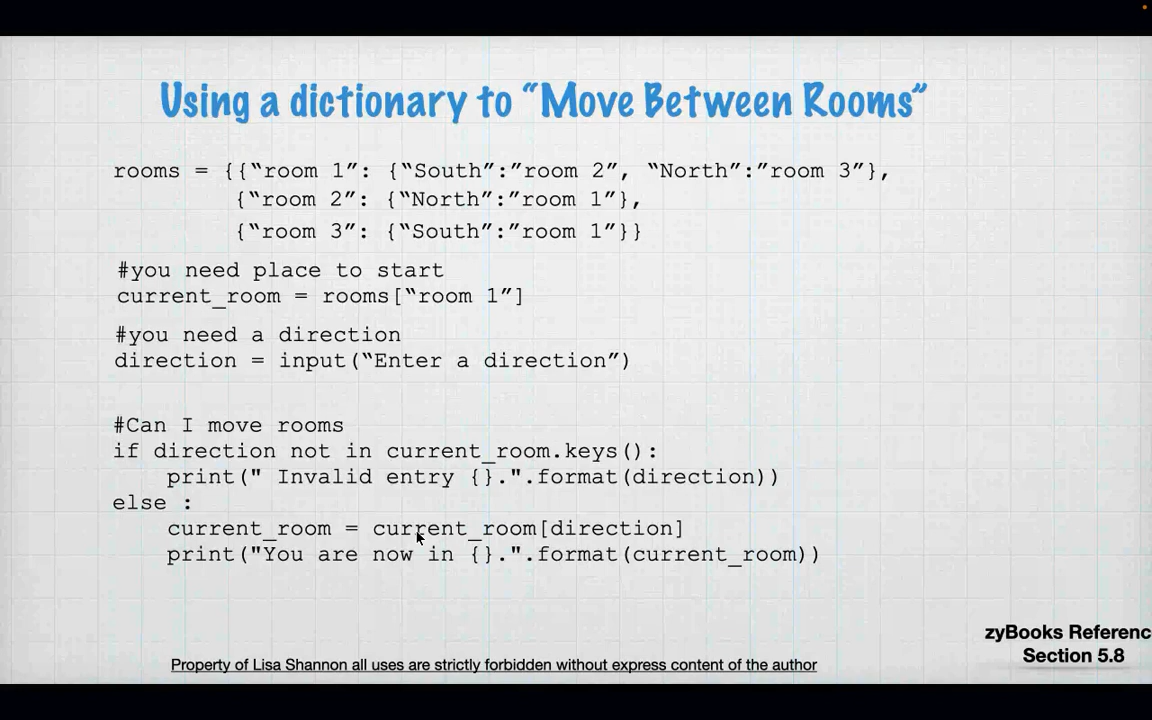 Using a dictionary to “Move Between Rooms”
rooms = {{“room 1”: {“South”:”room 2”, “North”:”room 3”},
{“room 2”: {“North”:”room 1”},
{“room 3”: {“South”:”room 1”}}
#you need place to start
current_room = rooms[“room 1”]
#you need a direction
direction = input(“Enter a direction”)
#Can I move rooms
if direction not in current_room.keys():
print(" Invalid entry {}.".format(direction))
else :
current_room = current_room[direction]
print("You are now in {}.".format(current_room))
zyBooks Referenc
Section 5.8
Property of Lisa Shannon all uses are strictly forbidden without express content of the author